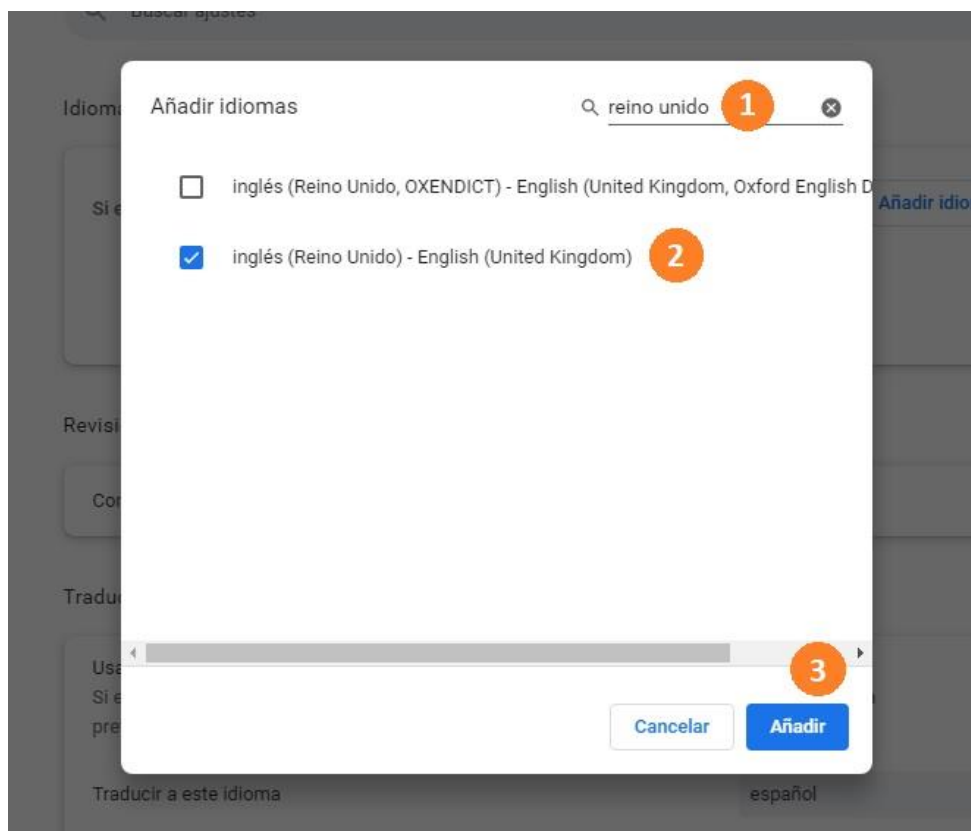 Buscar ajustes
Idioma
Añadir idiomas
reino unido
1
inglés (Reino Unido, OXENDICT) - English (United Kingdom, Oxford English D
Si e
Añadir idio
inglés (Reino Unido) - English (United Kingdom)
2
Revisi
Cor
Tradu
Usa
3
Si e
pre
Cancelar
Añadir
Traducir a este idioma
español